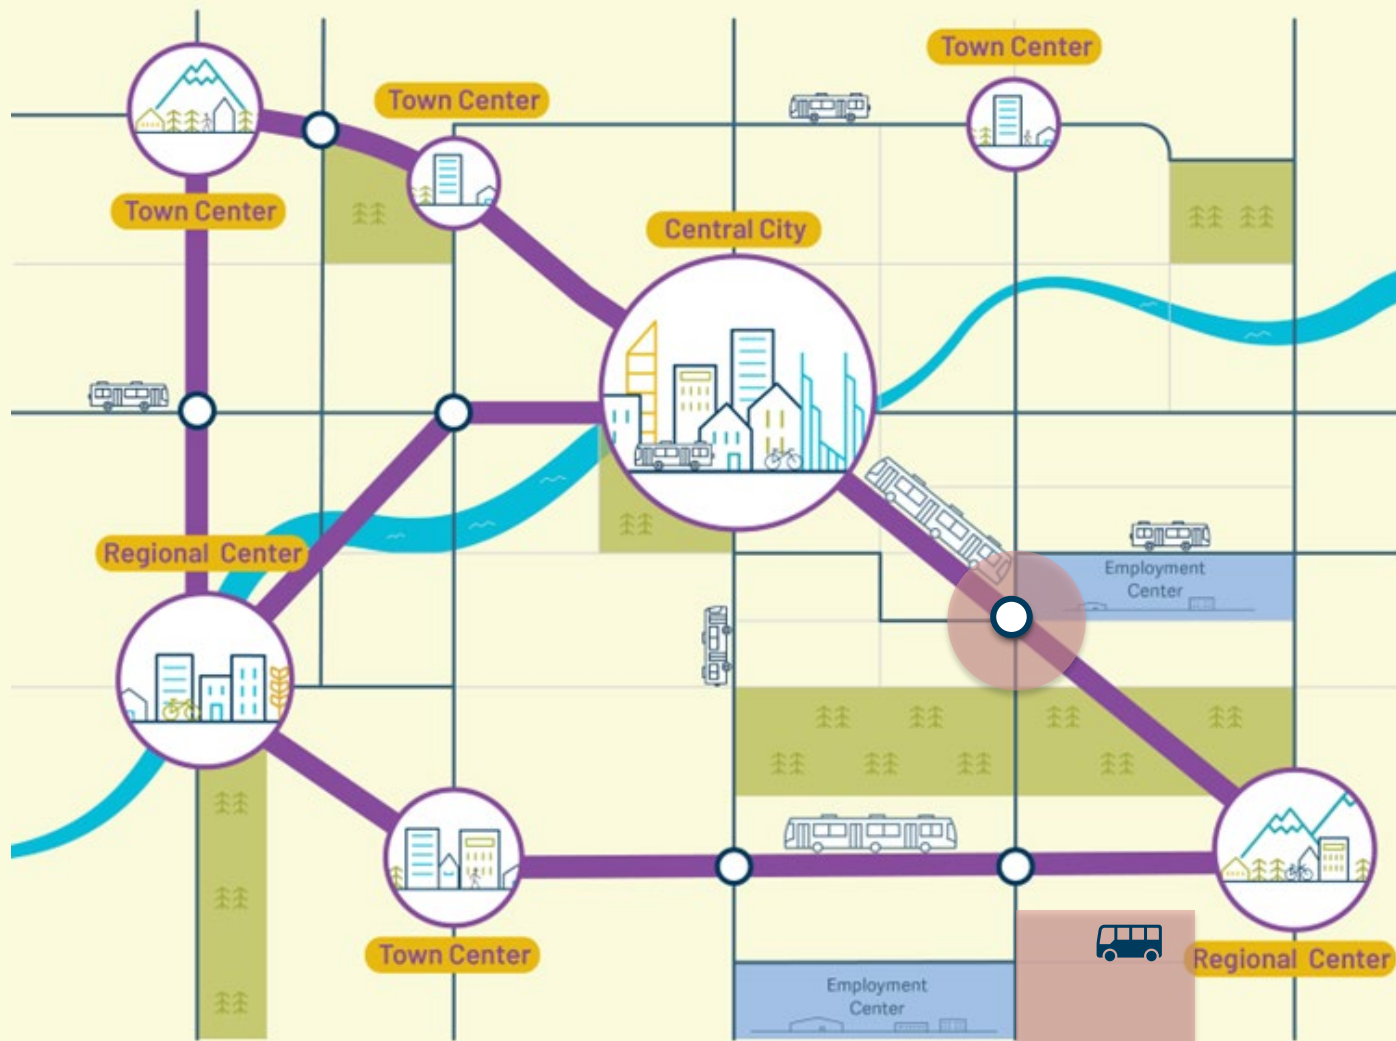 Town Center
Town Center
Town Center
Central City
Regional Center
Employment
Center
Town Center
Regional Center
Employment
Center